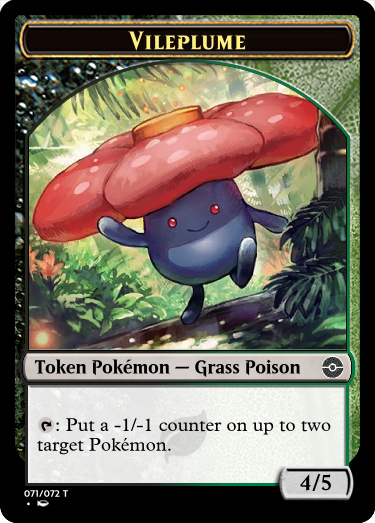 Vileplume
Token Pokémon — Grass Poison
: Put a -1/-1 counter on up to two
target Pokémon.
4/5
071/072 T